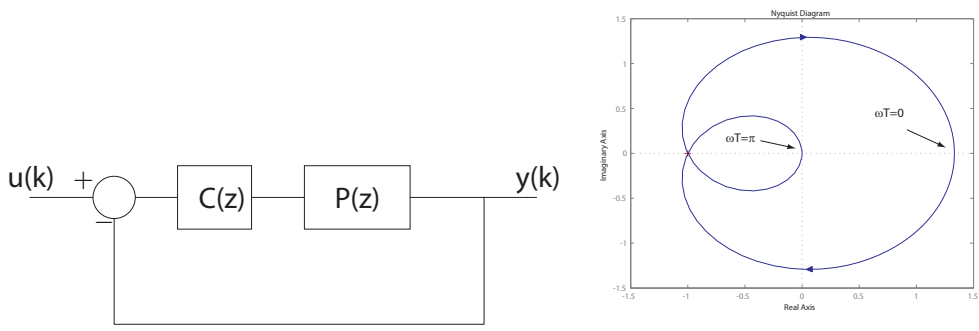 u(k)
+
−
C(z)
P(z)
y(k)
Nyquist Diagram
Imaginary Axis
1.5
1
0.5
0
-0.5
-1
-1.5
ωT=π
ωT=0
-1.5
-1
-0.5
0
0.5
1
1.5
Real Axis